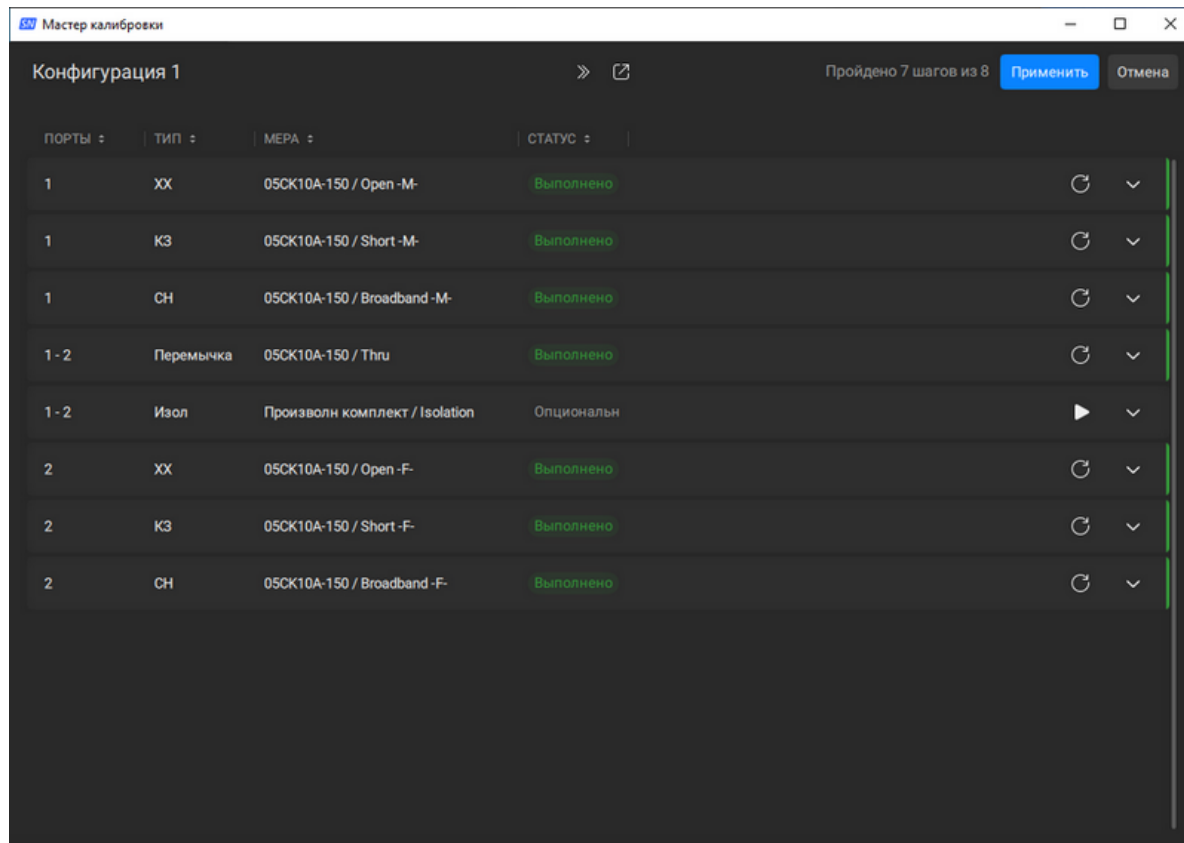 SN Мастер калибровки
Конфигурация 1 Пройдено 7 шагов из 8 Применить Отмена
ПОРТЫ ТИП МЕРА СТАТУС
1 ХХ 05CK10A-150 / Open -M- Выполнено
1 КЗ 05CK10A-150 / Short -M- Выполнено
1 СН 05CK10A-150 / Broadband -M- Выполнено
1 - 2 Перемычка 05CK10A-150 / Thru Выполнено
1 - 2 Изол Произволн комплект / Isolation Опциональн
2 ХХ 05CK10A-150 / Open -F- Выполнено
2 КЗ 05CK10A-150 / Short -F- Выполнено
2 СН 05CK10A-150 / Broadband -F- Выполнено